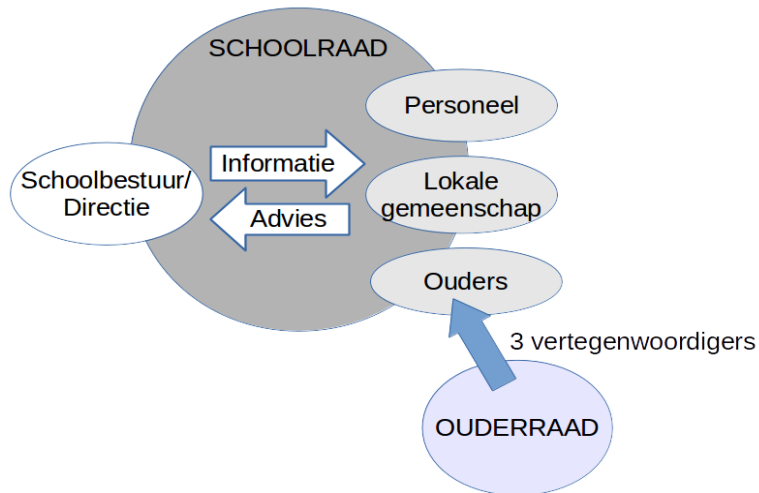 SCHOOLRAAD
Personeel
Informatie
Schoolbestuur/
Directie
Lokale
gemeenschap
Advies
Ouders
3 vertegenwoordigers
OUDERRAAD